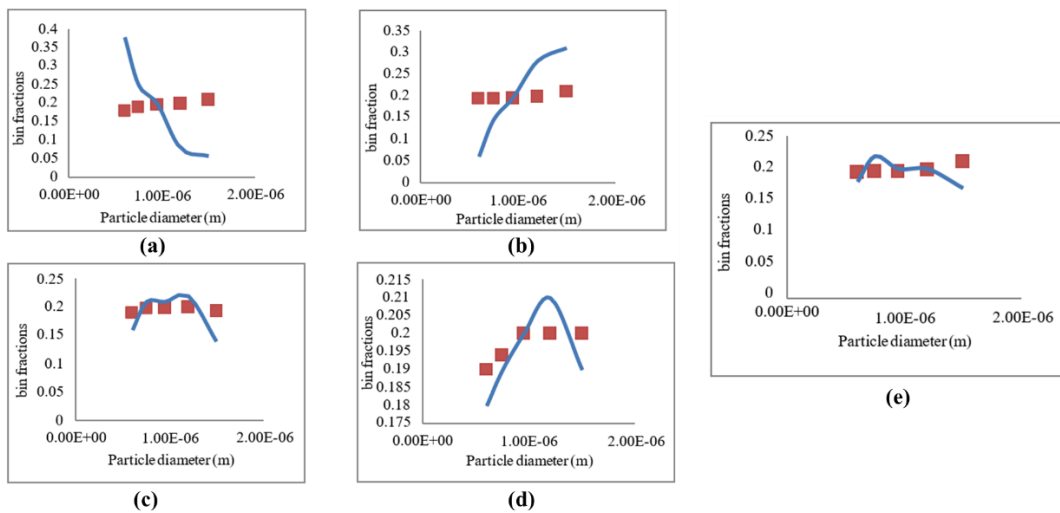 0.4
0.35
0.3
0.25
0.2
0.15
0.1
0.05
0
bin fractions
0.00E+00 1.00E-06 2.00E-06
Particle diameter (m)
(a)
0.35
0.3
0.25
0.2
0.15
0.1
0.05
0
bin fraction
0.00E+00 1.00E-06 2.00E-06
Particle diameter (m)
(b)
0.25
0.2
0.15
0.1
0.05
0
bin fractions
0.00E+00 1.00E-06 2.00E-06
Particle diameter (m)
(c)
0.215
0.21
0.205
0.2
0.195
0.19
0.185
0.18
0.175
bin fractions
0.00E+00 1.00E-06 2.00E-06
Particle diameter (m)
(d)
0.25
0.2
0.15
0.1
0.05
0
bin fractions
0.00E+00 1.00E-06 2.00E-06
Particle diameter (m)
(e)